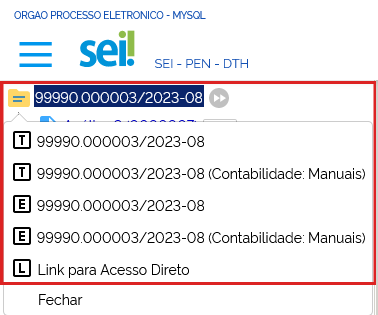 ORGAO PROCESSO ELETRONICO - MYSQL
sei!
SEI - PEN - DTH
99990.000003/2023-08
T 99990.000003/2023-08
T 99990.000003/2023-08 (Contabilidade: Manuais)
E 99990.000003/2023-08
E 99990.000003/2023-08 (Contabilidade: Manuais)
L Link para Acesso Direto
Fechar